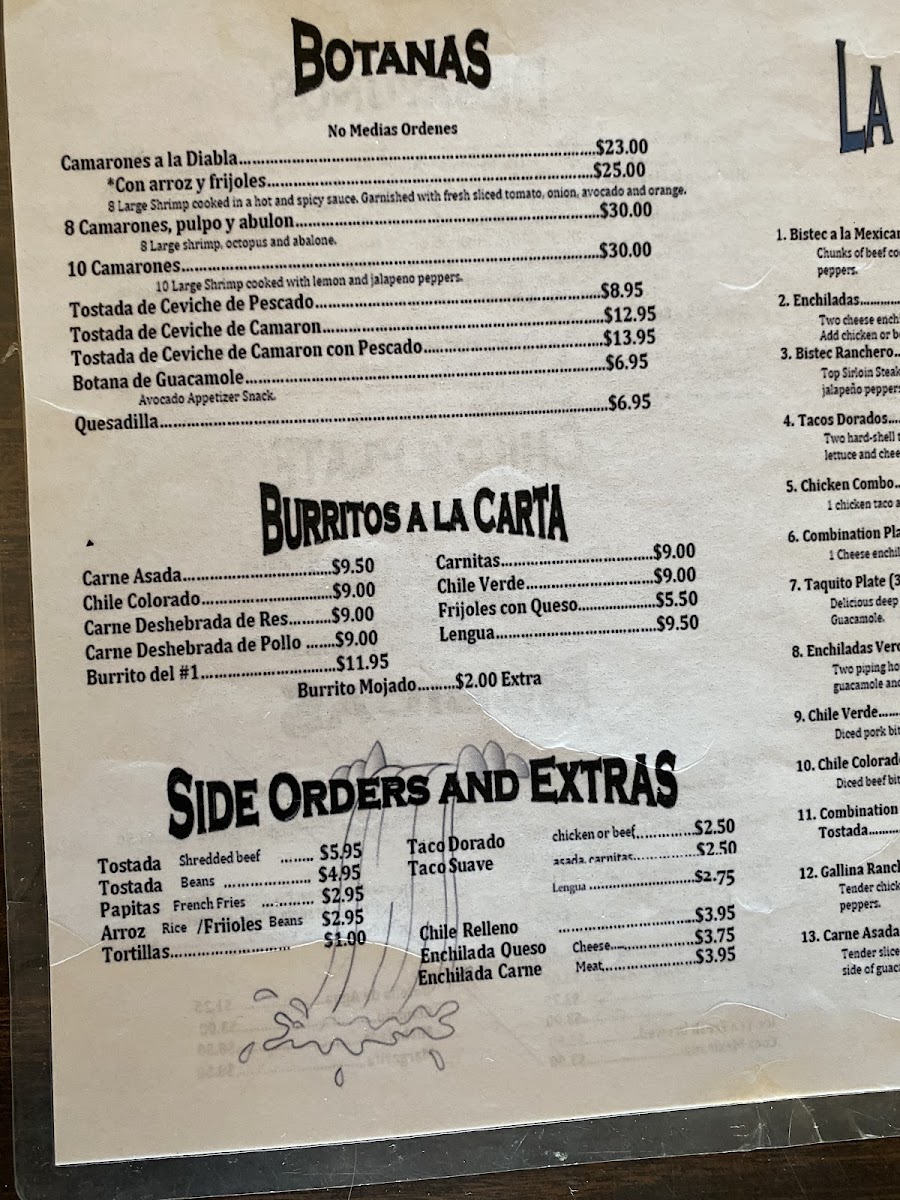 BOTANAS
No Medias Ordenes
Camarones a la Diabla.....$23.00
*Con arroz y frijoles.....$25.00
8 Large Shrimp cooked in a hot and spicy sauce. Garnished with fresh sliced tomato, onion, avocado and orange.
8 Camarones, pulpo y abulon.....$30.00
8 Large shrimp, octopus and abalone.
10 Camarones.....$30.00
10 Large Shrimp cooked with lemon and jalapeno peppers.
Tostada de Ceviche de Pescado.....$8.95
Tostada de Ceviche de Camaron.....$12.95
Tostada de Ceviche de Camaron con Pescado.....$13.95
Botana de Guacamole.....$6.95
Avocado Appetizer Snack.
Quesadilla.....$6.95
BURRITOS A LA CARTA
Carne Asada.....$9.50
Chile Colorado.....$9.00
Carne Deshebrada de Res.....$9.00
Carne Deshebrada de Pollo.....$9.00
Burrito del #1.....$11.95
Carnitas.....$9.00
Chile Verde.....$9.00
Frijoles con Queso.....$5.50
Lengua.....$9.50
Burrito Mojado.....$2.00 Extra
SIDE ORDERS AND EXTRAS
Tostada Shredded beef ..... $5.95
Tostada Beans ..... $4.95
Papitas French Fries ..... $2.95
Arroz Rice /Frijoles Beans $2.95
Tortillas.....$1.00
Taco Dorado chicken or beef.....$2.50
Taco Suave asada, carnitas.....$2.50
Lengua.....$2.75
Chile Relleno.....$3.95
Enchilada Queso Cheese.....$3.75
Enchilada Carne Meat.....$3.95
LA
1. Bistec a la Mexican
Chunks of beef co
peppers.
2. Enchiladas.....
Two cheese ench
Add chicken or b
3. Bistec Ranchero..
Top Sirloin Steak
jalapeño peppers
4. Tacos Dorados....
Two hard-shell t
lettuce and chee
5. Chicken Combo..
1 chicken taco a
6. Combination Pla
1 Cheese enchil
7. Taquito Plate (3
Delicious deep
Guacamole.
8. Enchiladas Verd
Two piping ho
guacamole and
9. Chile Verde.....
Diced pork bit
10. Chile Colorad
Diced beef bit
11. Combination
Tostada.....
12. Gallina Ranch
Tender chick
peppers.
13. Carne Asada
Tender slice
side of guac